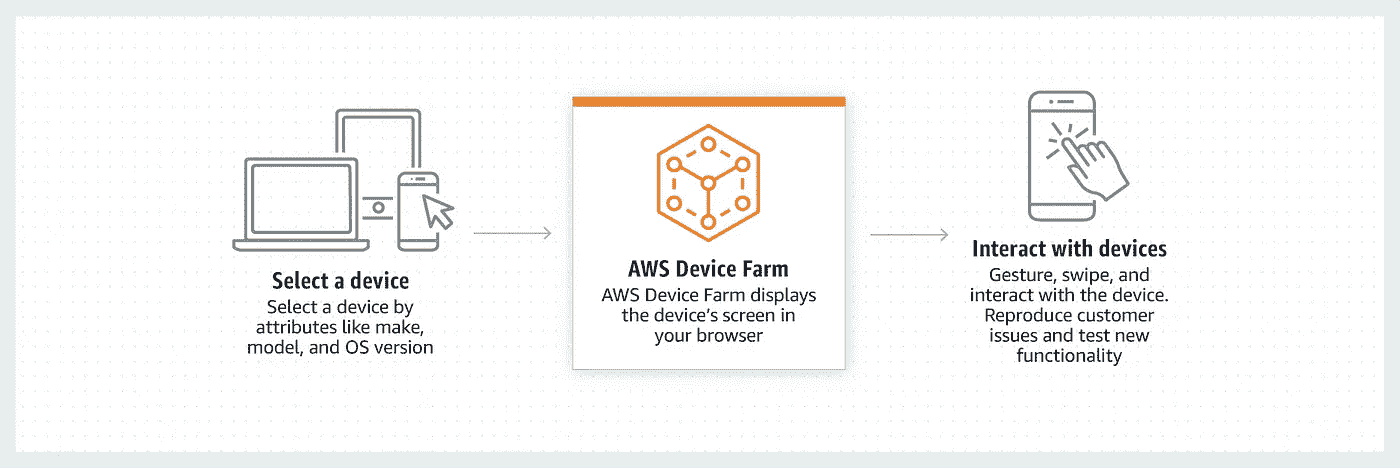 Select a device
Select a device by
attributes like make,
model, and OS version
AWS Device Farm
AWS Device Farm displays
the device's screen in
your browser
Interact with devices
Gesture, swipe, and
interact with the device.
Reproduce customer
issues and test new
functionality